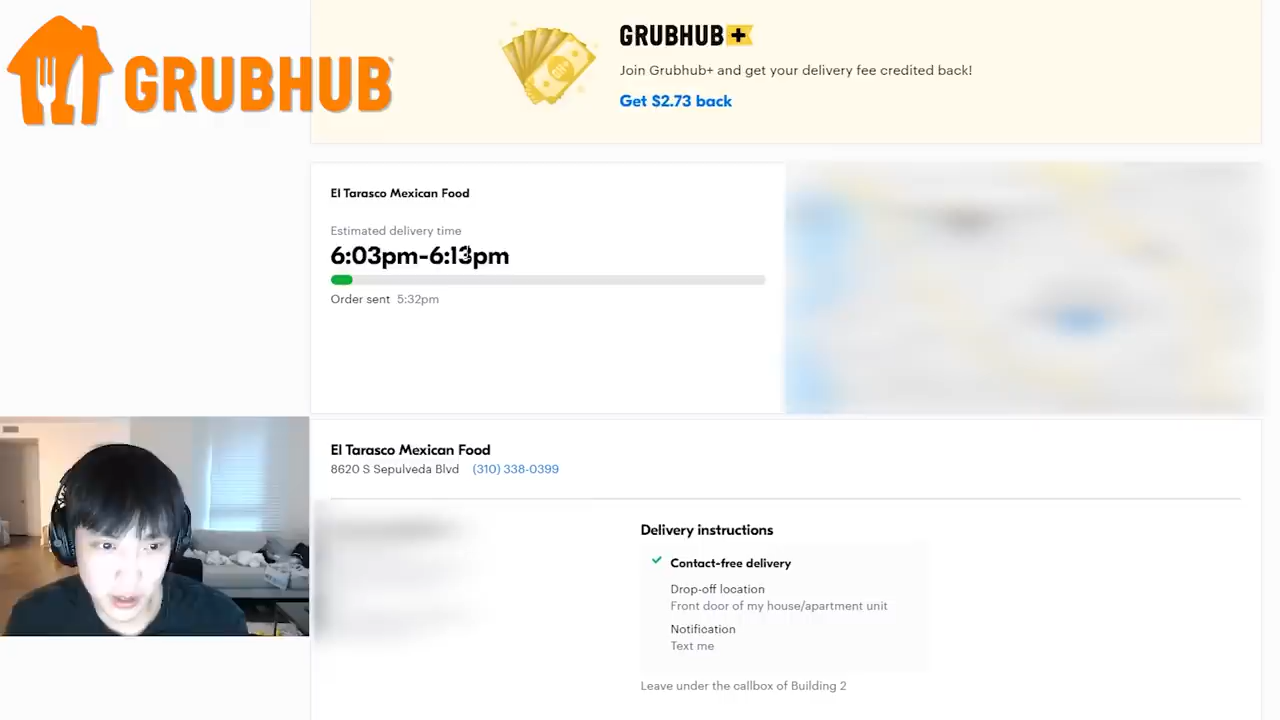 GRUBHUB
GRUBHUB+
Join Grubhub+ and get your delivery fee credited back!
Get $2.73 back
El Tarasco Mexican Food
Estimated delivery time
6:03pm-6:13pm
Order sent 5:32pm
El Tarasco Mexican Food
8620 S Sepulveda Blvd (310) 338-0399
Delivery instructions
Contact-free delivery
Drop-off location
Front door of my house/apartment unit
Notification
Text me
Leave under the callbox of Building 2